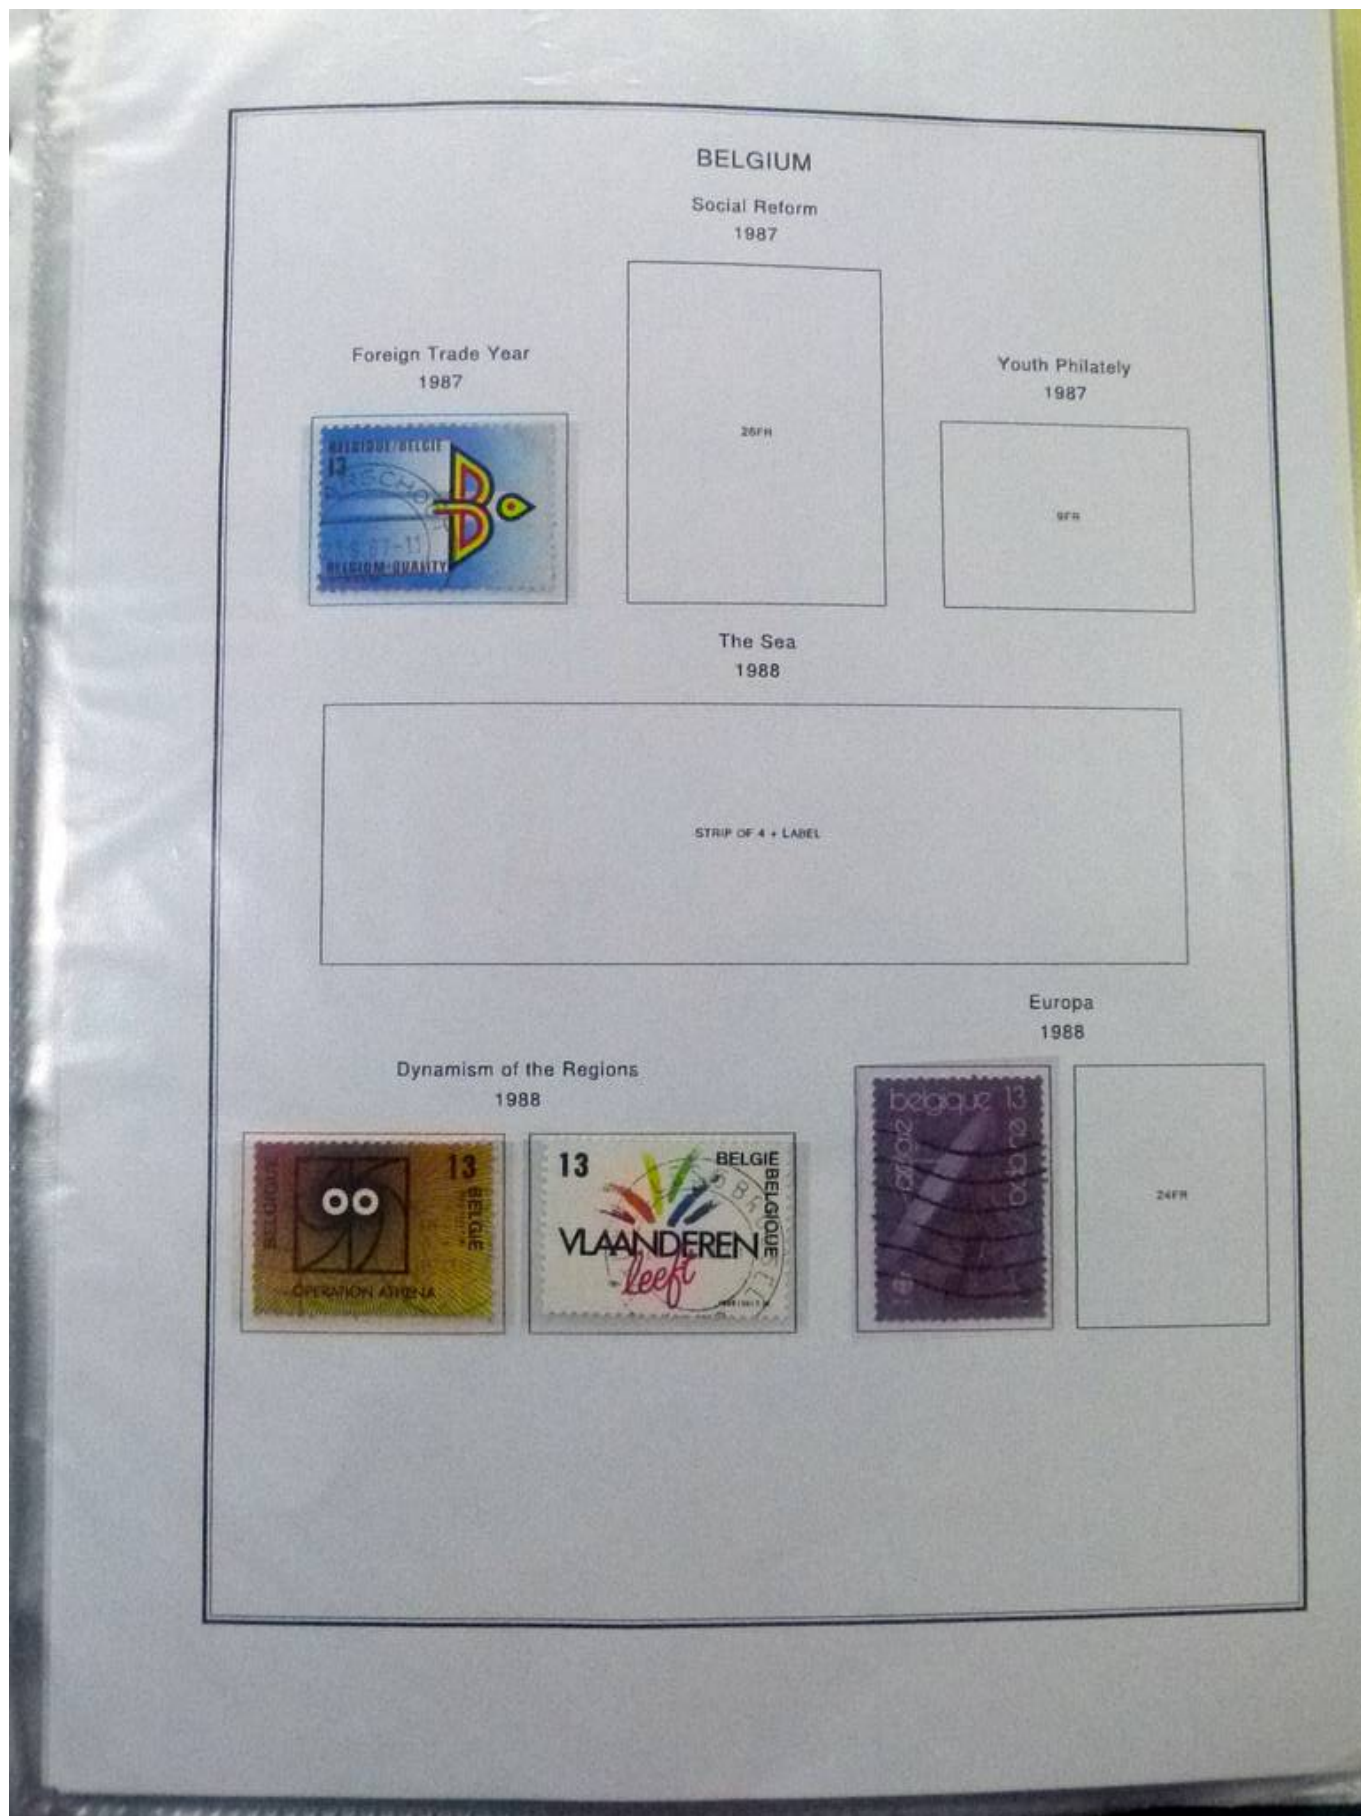 BELGIUM
Social Reform
1987
26FR
Foreign Trade Year
1987
BELGIQUE/BELGIE
13
BELGIUM-QUALITY
Youth Philately
1987
9FR
The Sea
1988
STRIP OF 4 + LABEL
Dynamism of the Regions
1988
BELGIQUE
13
BELGIË
OPERATION ATHENA
13
BELGIE
BELGIQUE
VLAANDEREN
leeft
Europa
1988
belgique 13
24FR